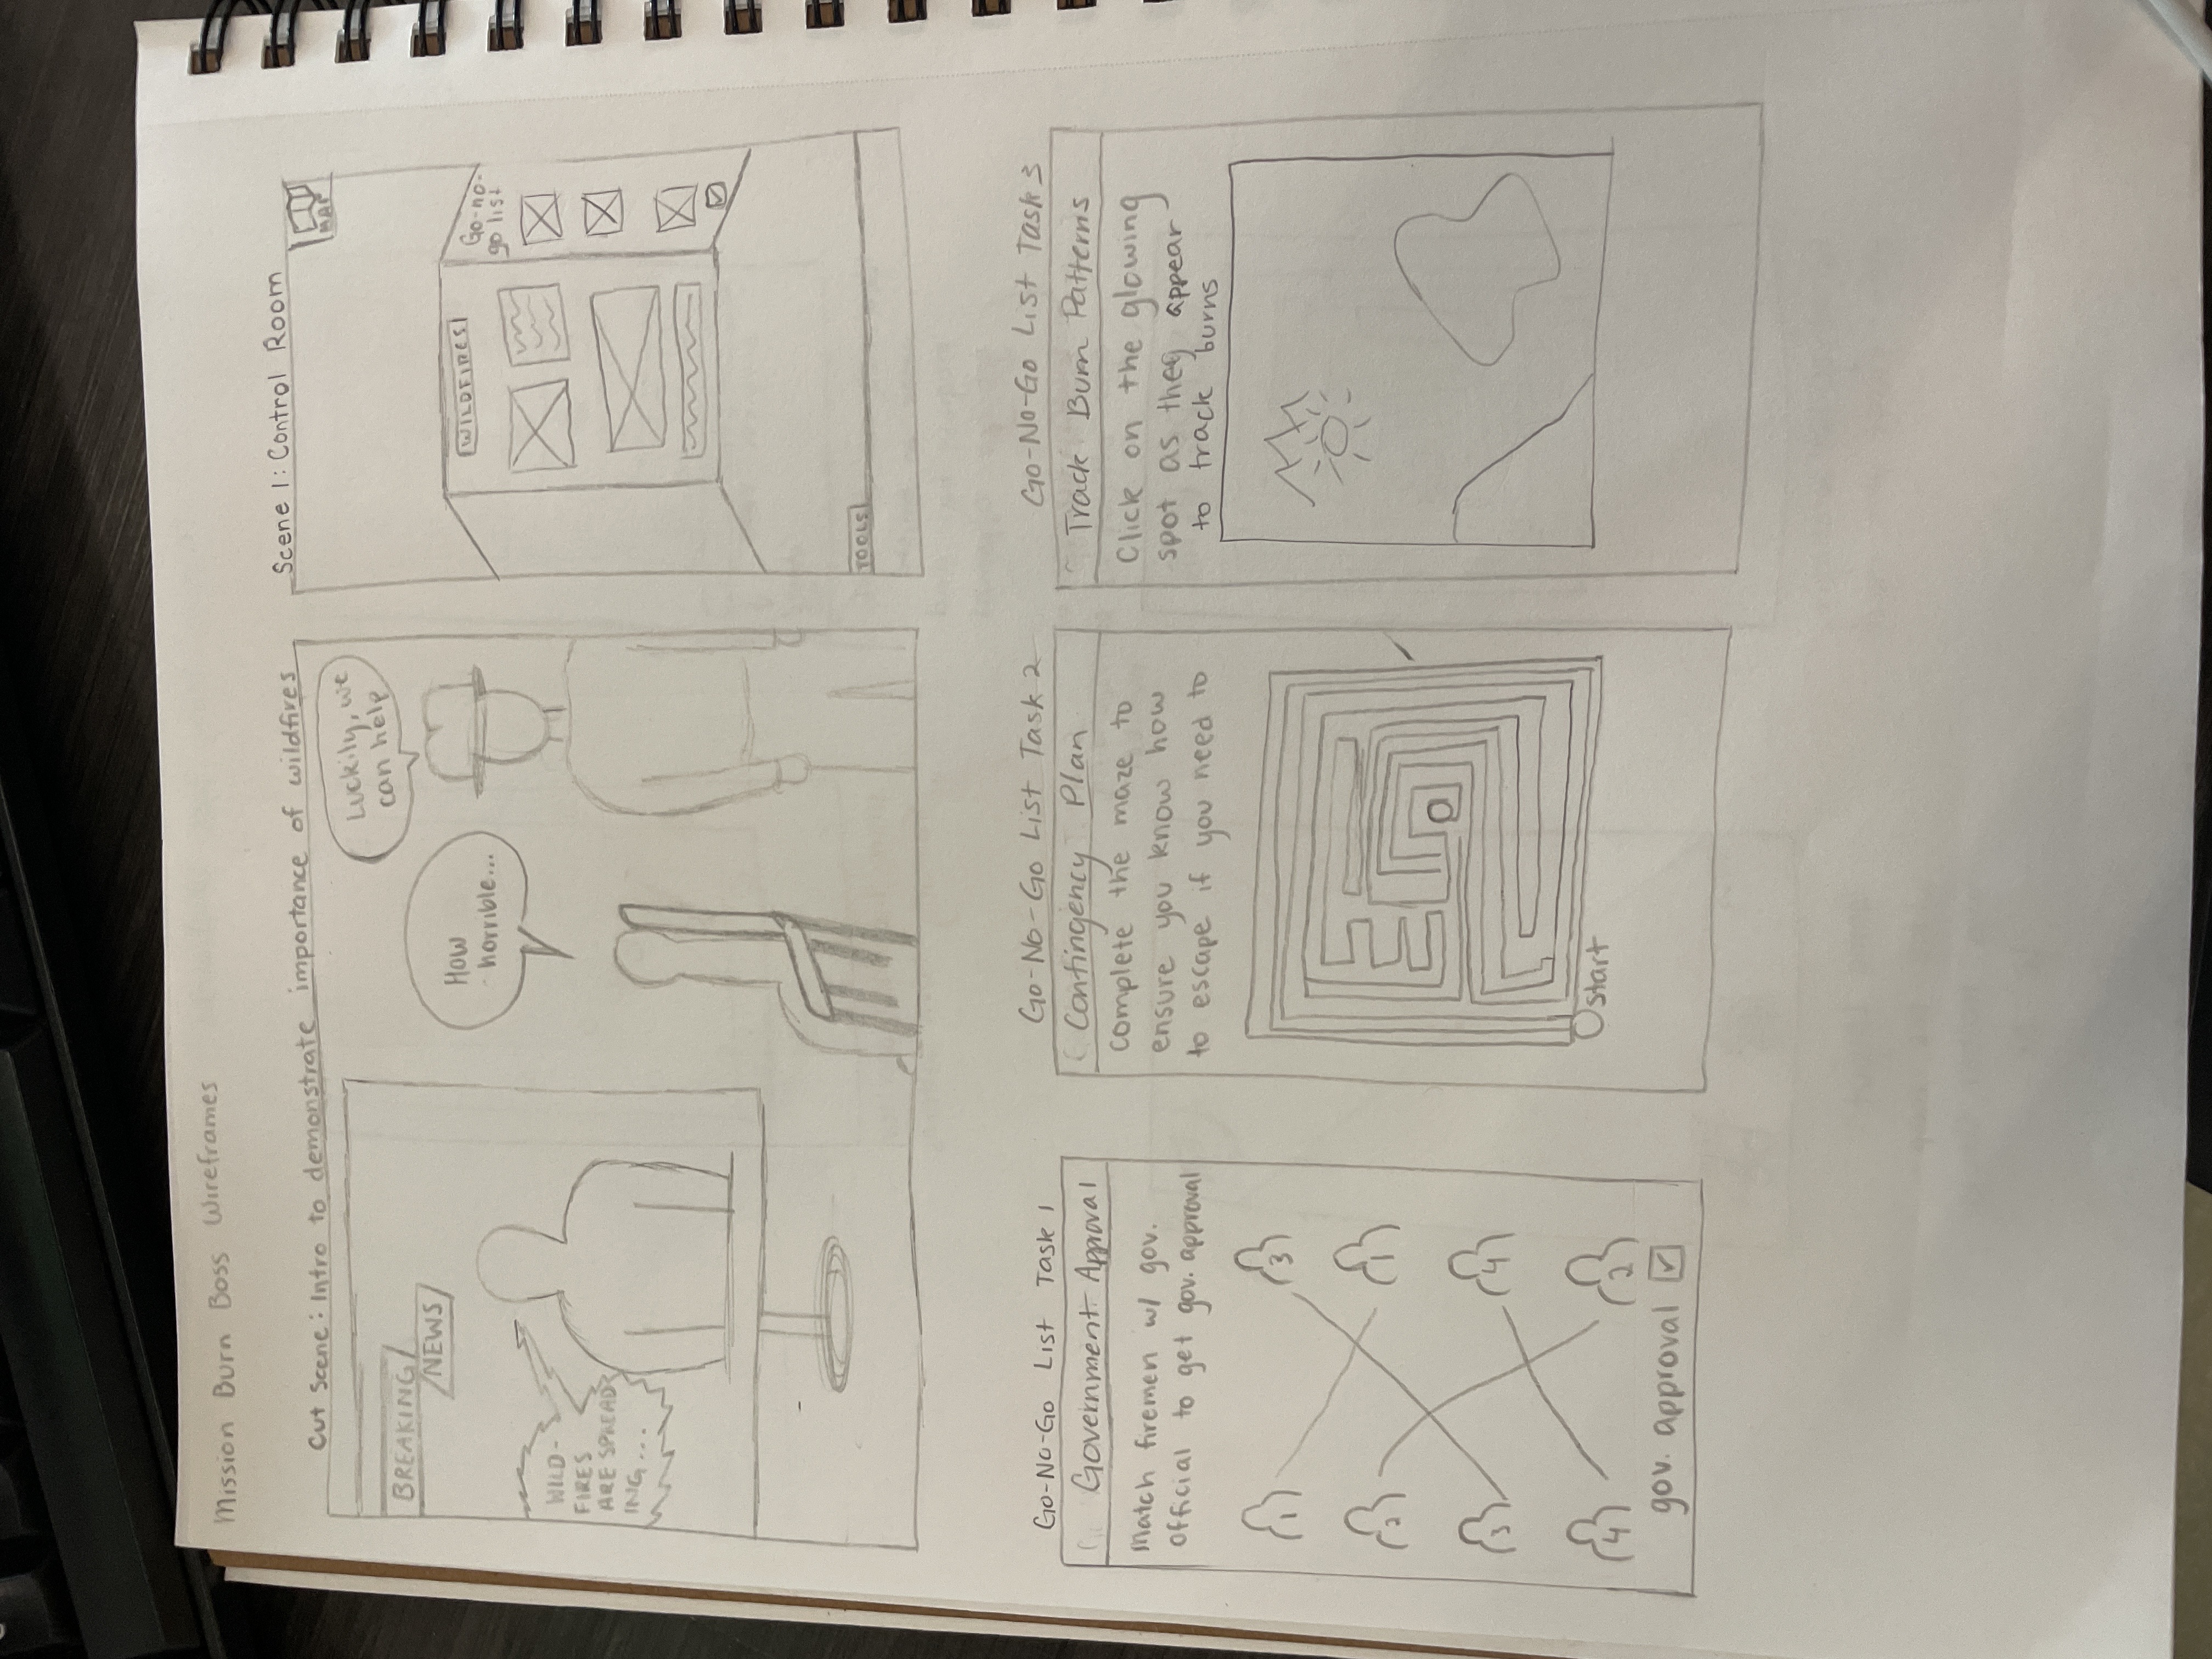 Mission Burn Boss Wireframes
Cut Scene: Intro to demonstrate importance of wildfires
BREAKING
NEWS
WILD-
FIRES
ARE SPREAD
ING...
How
horrible...
Luckily, we
can help
Scene 1: Control Room
MAP
WILDFIRES
Go-no-
go list
TOOLS
Go-No-Go List Task 1
Government Approval
Match firemen w/ gov.
official to get gov. approval
1
3
2
1
3
4
4
2
gov. approval
Go-No-Go List Task 2
Contingency Plan
Complete the maze to
ensure you know how
to escape if you need to
Start
Go-No-Go List Task 3
Track Burn Patterns
Click on the glowing
spot as they appear
to track burns